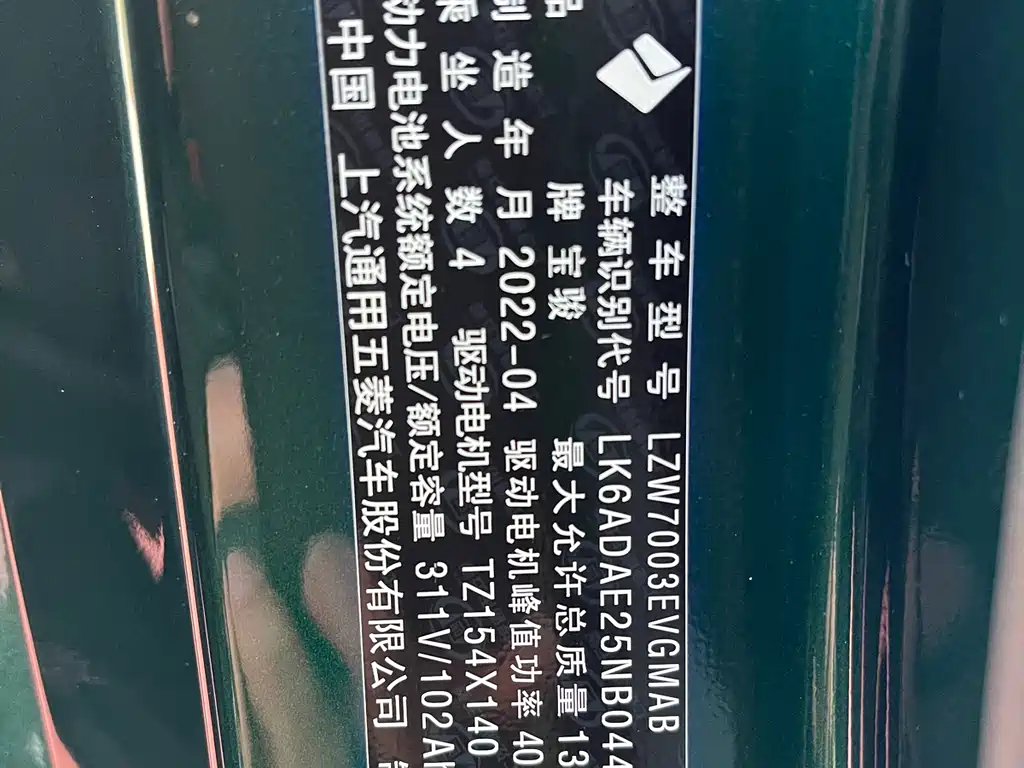 整车型号 LZW7003EVGMAB
车辆识别代号 LK6ADAE25NB044
品牌 宝骏 最大允许总质量 13
制造年月 2022-04 驱动电机峰值功率 40
乘坐人数 4 驱动电机型号 TZ154X140
动力电池系统额定电压/额定容量 311V/102Ah
中国 上汽通用五菱汽车股份有限公司